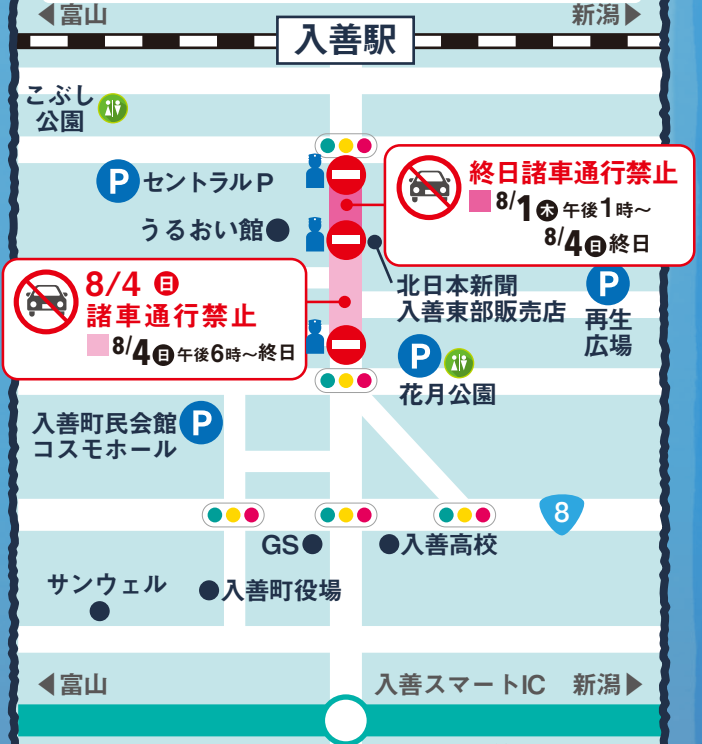 ◀富山
新潟▶
入善駅
こぶし
公園
P セントラルP
終日諸車通行禁止
8/1㊍午後1時〜
8/4㊐終日
うるおい館
8/4 ㊐
諸車通行禁止
8/4㊐午後6時〜終日
北日本新聞
入善東部販売店
P
再生
広場
P
花月公園
入善町民会館
コスモホール
P
8
GS
入善高校
サンウェル
入善町役場
◀富山
入善スマートIC 新潟▶